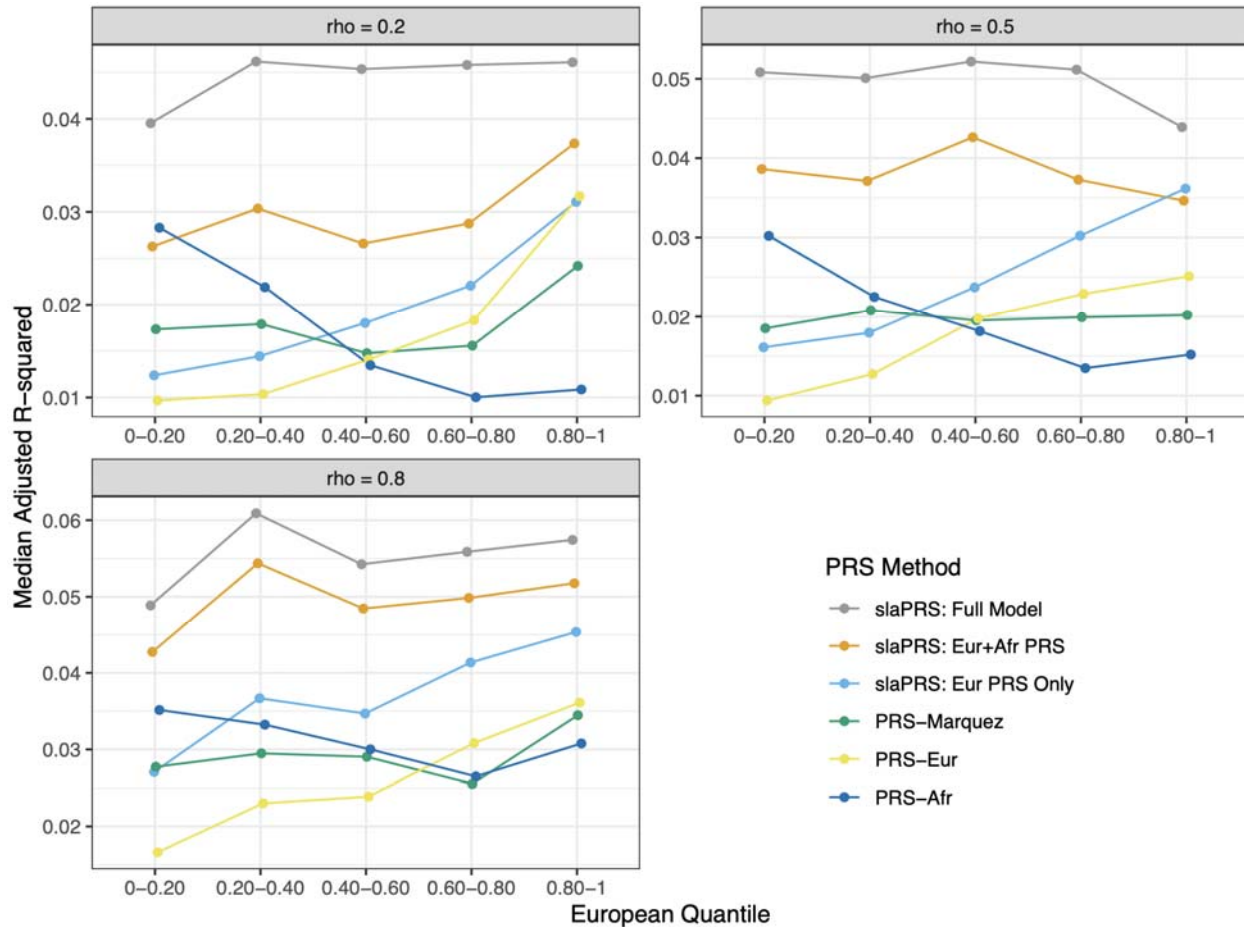 rho = 0.2
rho = 0.5
0.04
0.03
0.02
0.01
0.05
0.04
0.03
0.02
0.01
0–0.20 0.20–0.40 0.40–0.60 0.60–0.80 0.80–1
0–0.20 0.20–0.40 0.40–0.60 0.60–0.80 0.80–1
rho = 0.8
0.06
0.05
0.04
0.03
0.02
0–0.20 0.20–0.40 0.40–0.60 0.60–0.80 0.80–1
Median Adjusted R-squared
European Quantile
PRS Method
slaPRS: Full Model
slaPRS: Eur+Afr PRS
slaPRS: Eur PRS Only
PRS–Marquez
PRS–Eur
PRS–Afr